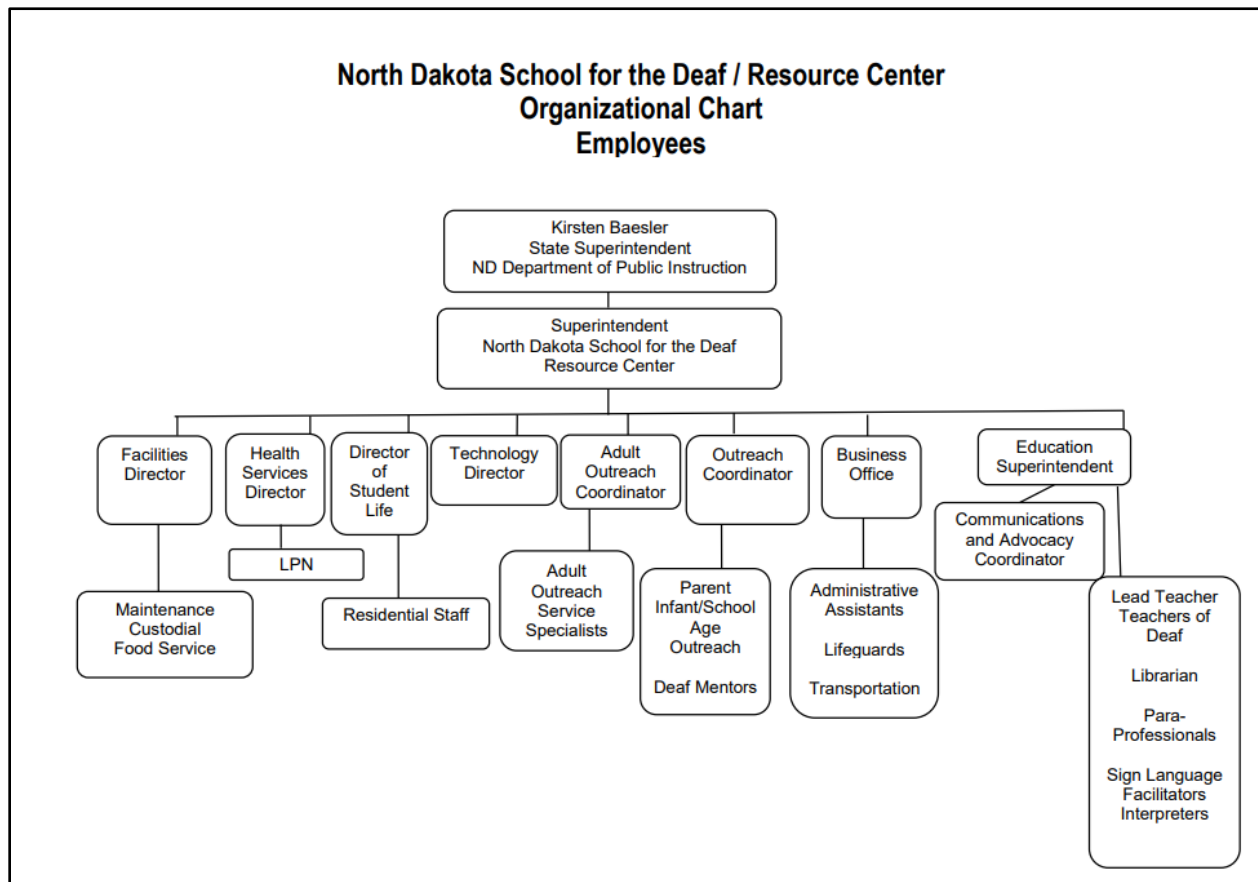 North Dakota School for the Deaf / Resource Center
Organizational Chart
Employees
Kirsten Baesler
State Superintendent
ND Department of Public Instruction
Superintendent
North Dakota School for the Deaf
Resource Center
Facilities
Director
Health
Services
Director
Director
of
Student
Life
Technology
Director
Adult
Outreach
Coordinator
Outreach
Coordinator
Business
Office
Education
Superintendent
Communications
and Advocacy
Coordinator
LPN
Maintenance
Custodial
Food Service
Residential Staff
Adult
Outreach
Service
Specialists
Parent
Infant/School
Age
Outreach
Deaf Mentors
Administrative
Assistants
Lifeguards
Transportation
Lead Teacher
Teachers of
Deaf
Librarian
Para-
Professionals
Sign Language
Facilitators
Interpreters